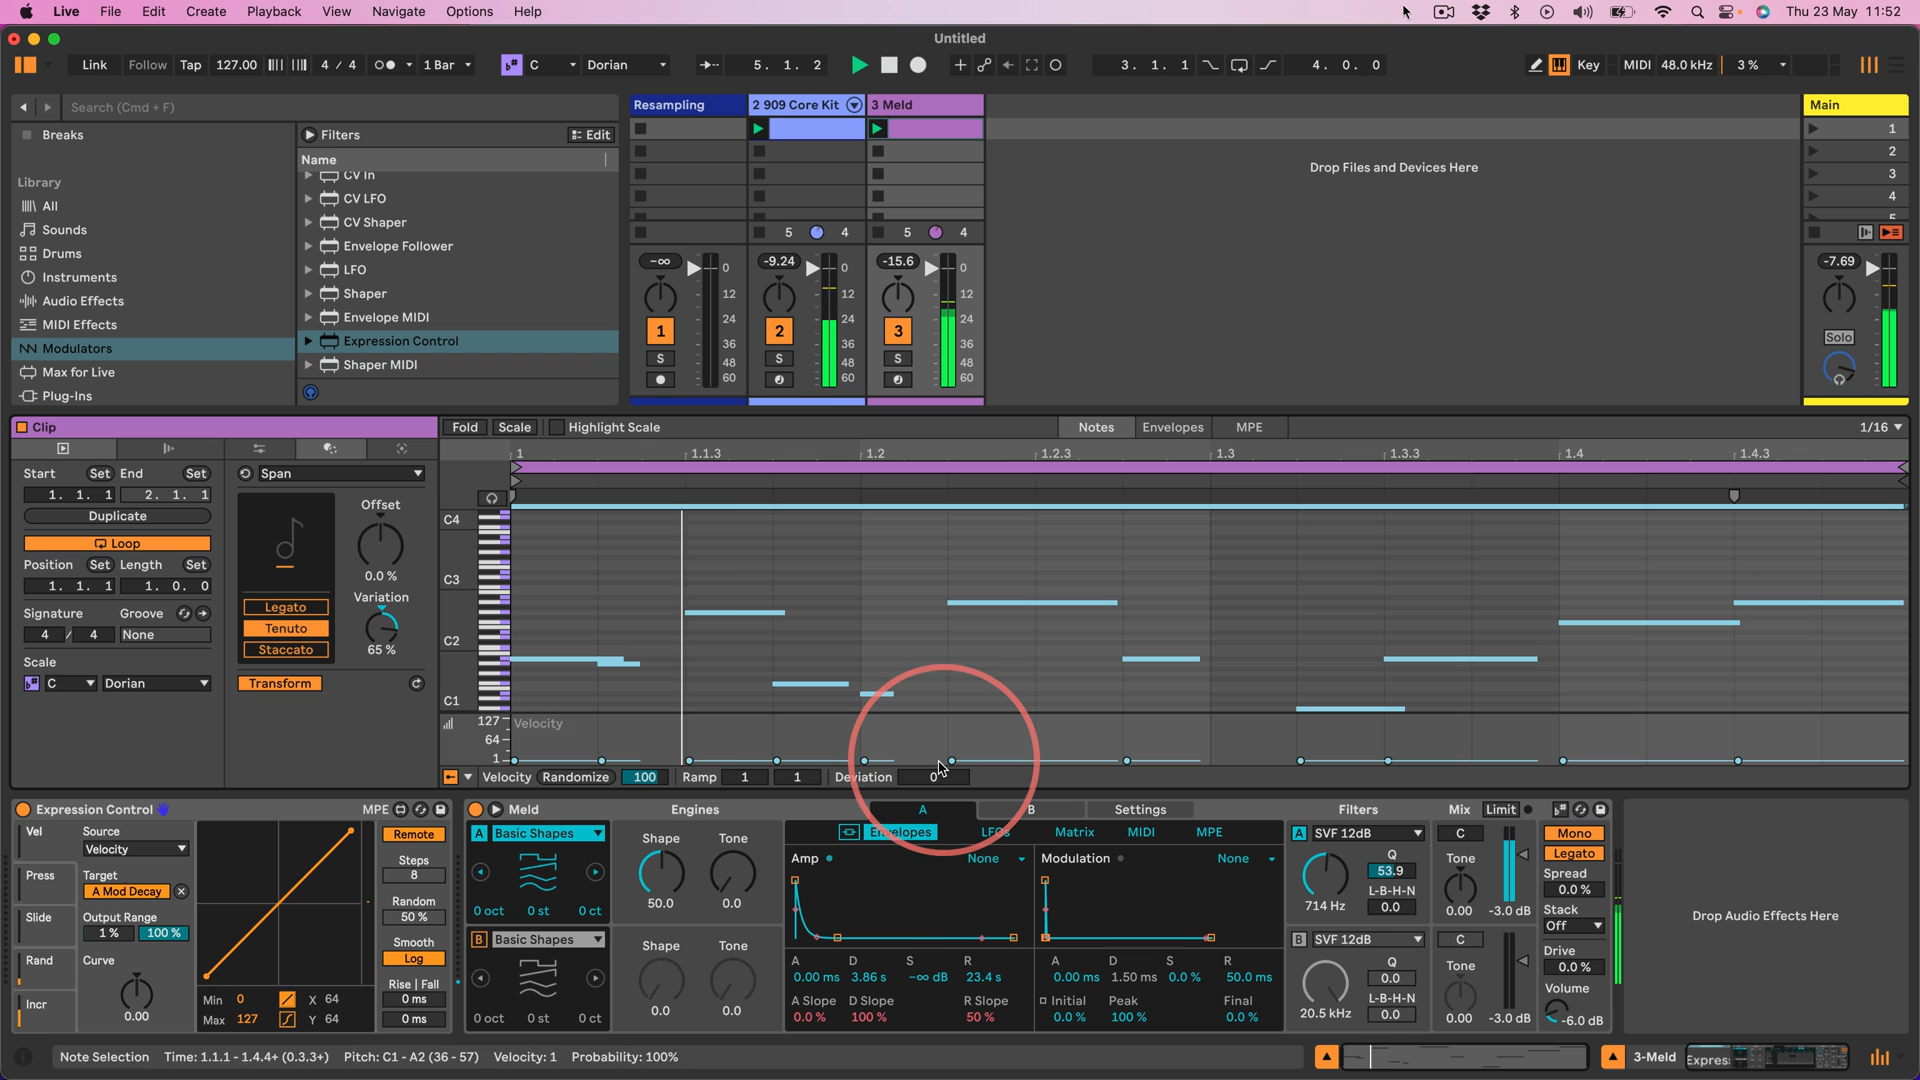 Live File Edit Create Playback View Navigate Options Help Thu 23 May 11:52
Untitled
Link Follow Tap 127.00 4 / 4 1 Bar C Dorian 5. 1. 2 3. 1. 1 4. 0. 0 Key MIDI 48.0 kHz 3 %
Search (Cmd + F)
Breaks
Library
All
Sounds
Drums
Instruments
Audio Effects
MIDI Effects
Modulators
Max for Live
Plug-Ins
Filters Edit
Name
CV In
CV LFO
CV Shaper
Envelope Follower
LFO
Shaper
Envelope MIDI
Expression Control
Shaper MIDI
Resampling 2 909 Core Kit 3 Meld Main
1
2
3
4
5
Drop Files and Devices Here
5 4 5 4
-∞ 0 -9.24 0 -15.6 0 -7.69
12 12 12
24 24 24
1 2 3
36 36 36
S S S Solo
48 48 48
60 60 60
Clip
Start Set End Set
1. 1. 1 2. 1. 1
Duplicate
Loop
Position Set Length Set
1. 1. 1 1. 0. 0
Signature Groove
4 / 4 None
Scale
C Dorian
Span
Offset
0.0 %
Variation
65 %
Legato
Tenuto
Staccato
Transform
Fold Scale Highlight Scale Notes Envelopes MPE 1/16
1 1.1.3 1.2 1.2.3 1.3 1.3.3 1.4 1.4.3
C4
C3
C2
C1
127 Velocity
64
1
Velocity Randomize 100 Ramp 1 1 Deviation 0
Expression Control MPE
Vel
Press
Slide
Rand
Incr
Source
Velocity
Target
A Mod Decay
Output Range
1 % 100 %
Curve
0.00
Min 0 X 64
Max 127 Y 64
Remote
Steps
8
Random
50 %
Smooth
Log
Rise | Fall
0 ms
0 ms
Meld Engines A B Settings Filters Mix Limit
A Basic Shapes
0 oct 0 st 0 ct
Shape Tone
50.0 0.0
B Basic Shapes
0 oct 0 st 0 ct
Shape Tone
0.0 0.0
Envelopes LFOs Matrix MIDI MPE
Amp None Modulation None
A D S R A D S R
0.00 ms 3.86 s -∞ dB 23.4 s 0.00 ms 1.50 ms 0.0 % 50.0 ms
A Slope D Slope R Slope Initial Peak Final
0.0 % 100 % 50 % 0.0 % 100 % 0.0 %
A SVF 12dB
Q
53.9
L-B-H-N
714 Hz 0.0
B SVF 12dB
Q
0.0
L-B-H-N
20.5 kHz 0.0
C
Tone
0.00 -3.0 dB
C
Tone
0.00 -3.0 dB
Mono
Legato
Spread
0.0 %
Stack
Off
Drive
0.0 %
Volume
-6.0 dB
Drop Audio Effects Here
Note Selection Time: 1.1.1 - 1.4.4+ (0.3.3+) Pitch: C1 - A2 (36 - 57) Velocity: 1 Probability: 100%
3-Meld Express